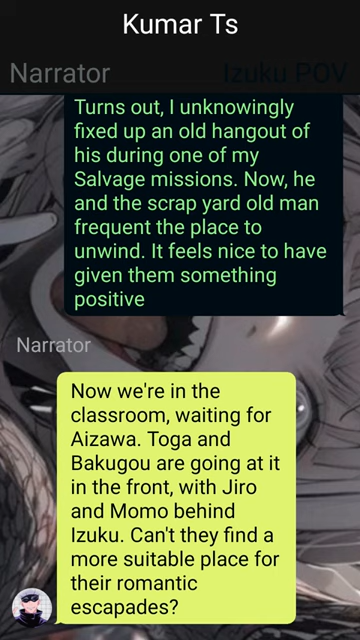 Kumar Ts
Narrator
Izuku POV
Turns out, I unknowingly
fixed up an old hangout of
his during one of my
Salvage missions. Now, he
and the scrap yard old man
frequent the place to
unwind. It feels nice to have
given them something
positive
Narrator
Now we're in the
classroom, waiting for
Aizawa. Toga and
Bakugou are going at it
in the front, with Jiro
and Momo behind
Izuku. Can't they find a
more suitable place for
their romantic
escapades?